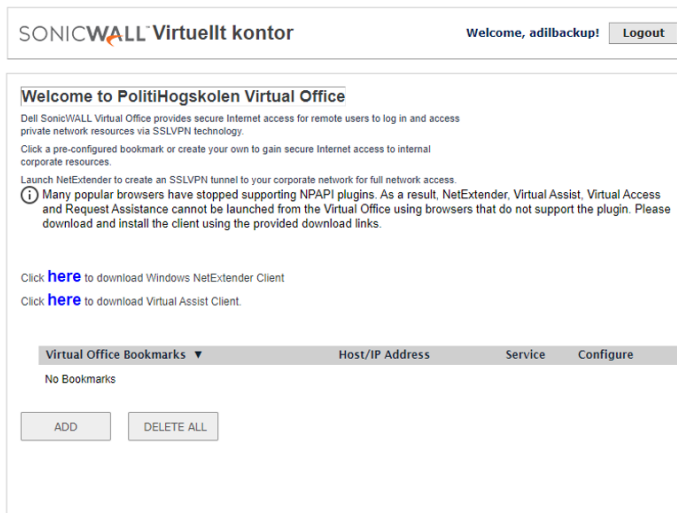 SONICWALL™ Virtuellt kontor
Welcome, adilbackup!
Logout
Welcome to PolitiHogskolen Virtual Office
Dell SonicWALL Virtual Office provides secure Internet access for remote users to log in and access
private network resources via SSLVPN technology.
Click a pre-configured bookmark or create your own to gain secure Internet access to internal
corporate resources.
Launch NetExtender to create an SSLVPN tunnel to your corporate network for full network access.
Many popular browsers have stopped supporting NPAPI plugins. As a result, NetExtender, Virtual Assist, Virtual Access
and Request Assistance cannot be launched from the Virtual Office using browsers that do not support the plugin. Please
download and install the client using the provided download links.
Click here to download Windows NetExtender Client
Click here to download Virtual Assist Client.
Virtual Office Bookmarks ▼ Host/IP Address Service Configure
No Bookmarks
ADD DELETE ALL